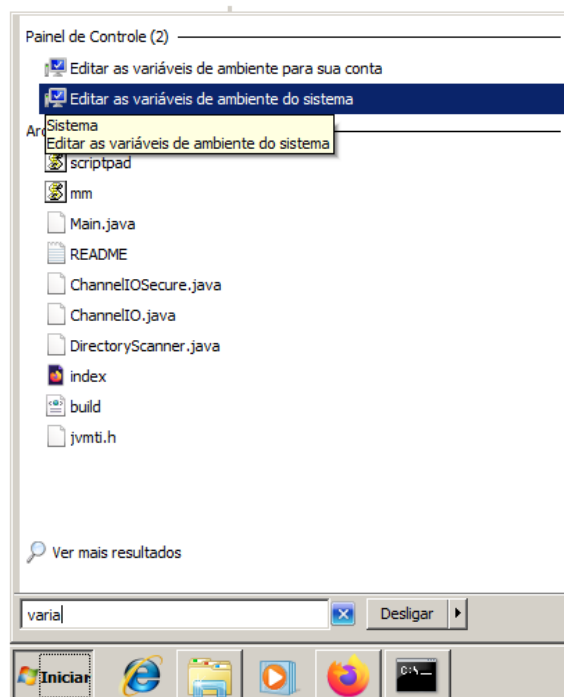 Painel de Controle (2)
Editar as variáveis de ambiente para sua conta
Editar as variáveis de ambiente do sistema
Sistema
Editar as variáveis de ambiente do sistema
scriptpad
mm
Main.java
README
ChannelIOSecure.java
ChannelIO.java
DirectoryScanner.java
index
build
jvmti.h
Ver mais resultados
varia
Desligar
Iniciar
C:\